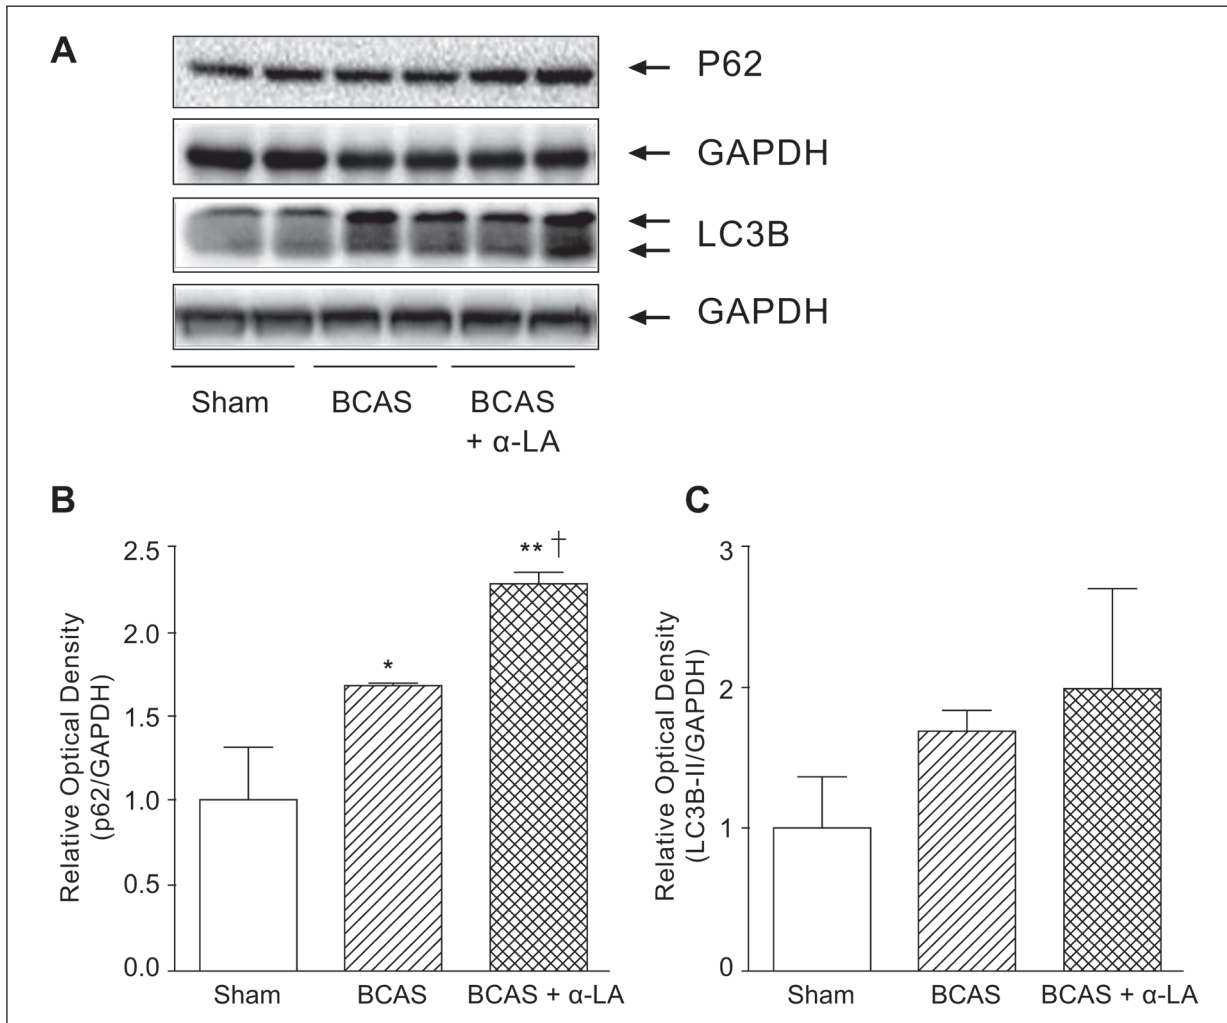 A
P62
GAPDH
LC3B
GAPDH
Sham
BCAS
BCAS
+ α-LA
B
Relative Optical Density
(p62/GAPDH)
2.5
2.0
1.5
1.0
0.5
0.0
*
** †
Sham
BCAS
BCAS + α-LA
C
Relative Optical Density
(LC3B-II/GAPDH)
3
2
1
0
Sham
BCAS
BCAS + α-LA